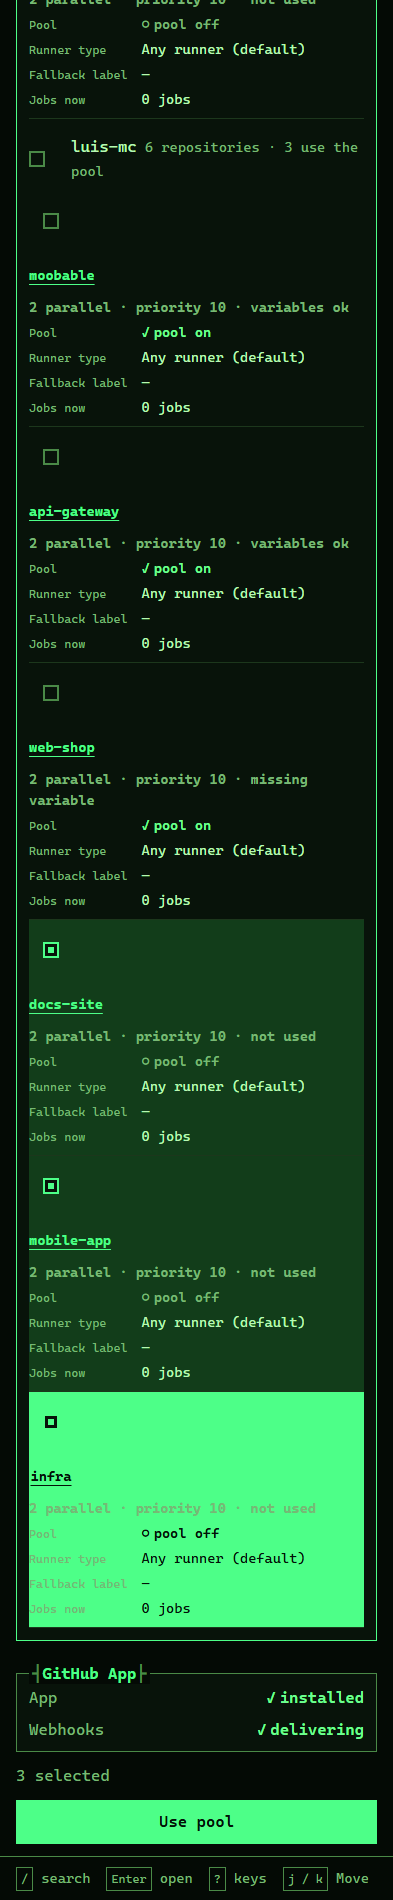 2 parallel · priority 10 · not used
Pool ○ pool off
Runner type Any runner (default)
Fallback label —
Jobs now 0 jobs
luis-mc 6 repositories · 3 use the
pool
moobable
2 parallel · priority 10 · variables ok
Pool ✓ pool on
Runner type Any runner (default)
Fallback label —
Jobs now 0 jobs
api-gateway
2 parallel · priority 10 · variables ok
Pool ✓ pool on
Runner type Any runner (default)
Fallback label —
Jobs now 0 jobs
web-shop
2 parallel · priority 10 · missing
variable
Pool ✓ pool on
Runner type Any runner (default)
Fallback label —
Jobs now 0 jobs
docs-site
2 parallel · priority 10 · not used
Pool ○ pool off
Runner type Any runner (default)
Fallback label —
Jobs now 0 jobs
mobile-app
2 parallel · priority 10 · not used
Pool ○ pool off
Runner type Any runner (default)
Fallback label —
Jobs now 0 jobs
infra
2 parallel · priority 10 · not used
Pool ○ pool off
Runner type Any runner (default)
Fallback label —
Jobs now 0 jobs
GitHub App
App ✓ installed
Webhooks ✓ delivering
3 selected
Use pool
/ search Enter open ? keys j / k Move